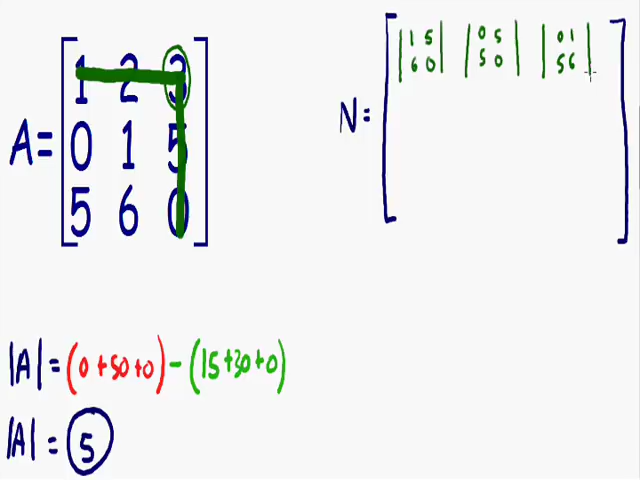 A= [1 2 3
0 1 5
5 6 0]
N= [|1 5 6 0| |0 5 5 0| |0 1 5 6|]
|A| = (0+50+0) - (15+30+0)
|A| = 5